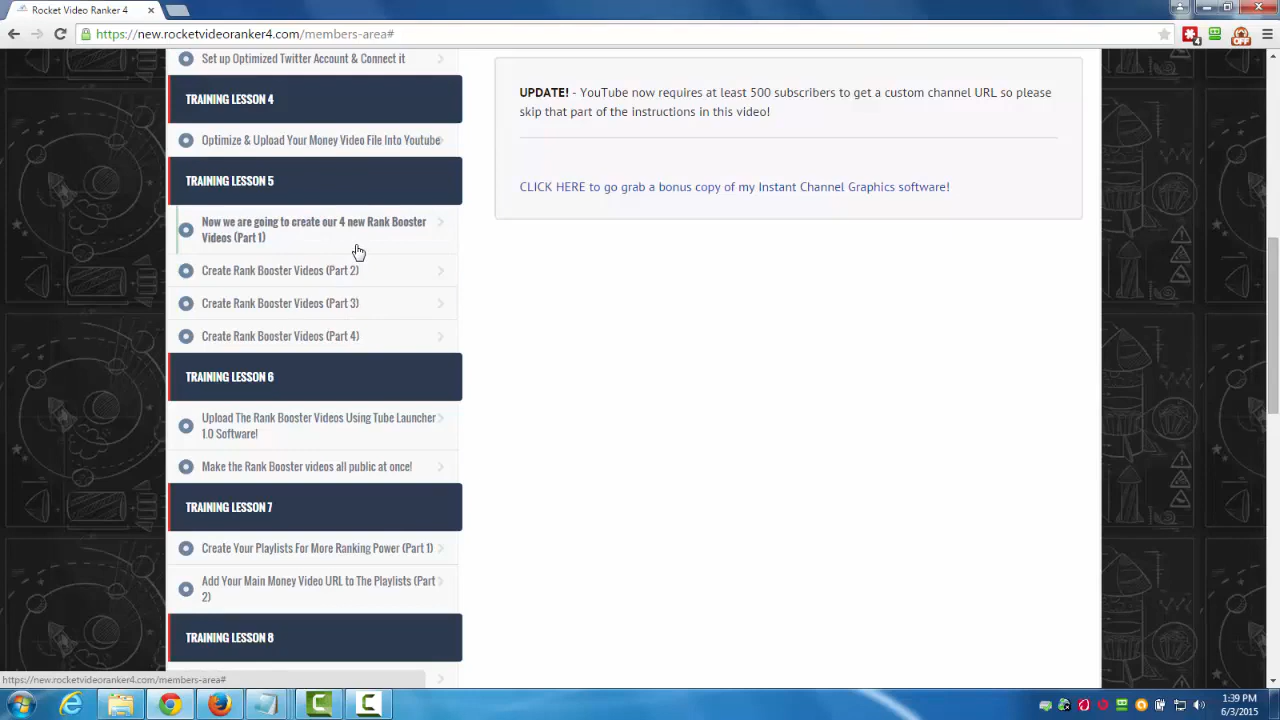 Rocket Video Ranker 4
https://new.rocketvideoranker4.com/members-area#
4
OFF
Set up Optimized Twitter Account & Connect it
TRAINING LESSON 4
Optimize & Upload Your Money Video File Into Youtube
TRAINING LESSON 5
Now we are going to create our 4 new Rank Booster
Videos (Part 1)
Create Rank Booster Videos (Part 2)
Create Rank Booster Videos (Part 3)
Create Rank Booster Videos (Part 4)
TRAINING LESSON 6
Upload The Rank Booster Videos Using Tube Launcher
1.0 Software!
Make the Rank Booster videos all public at once!
TRAINING LESSON 7
Create Your Playlists For More Ranking Power (Part 1)
Add Your Main Money Video URL to The Playlists (Part
2)
TRAINING LESSON 8
UPDATE! - YouTube now requires at least 500 subscribers to get a custom channel URL so please
skip that part of the instructions in this video!
CLICK HERE to go grab a bonus copy of my Instant Channel Graphics software!
https://new.rocketvideoranker4.com/members-area#
1:39 PM
6/3/2015